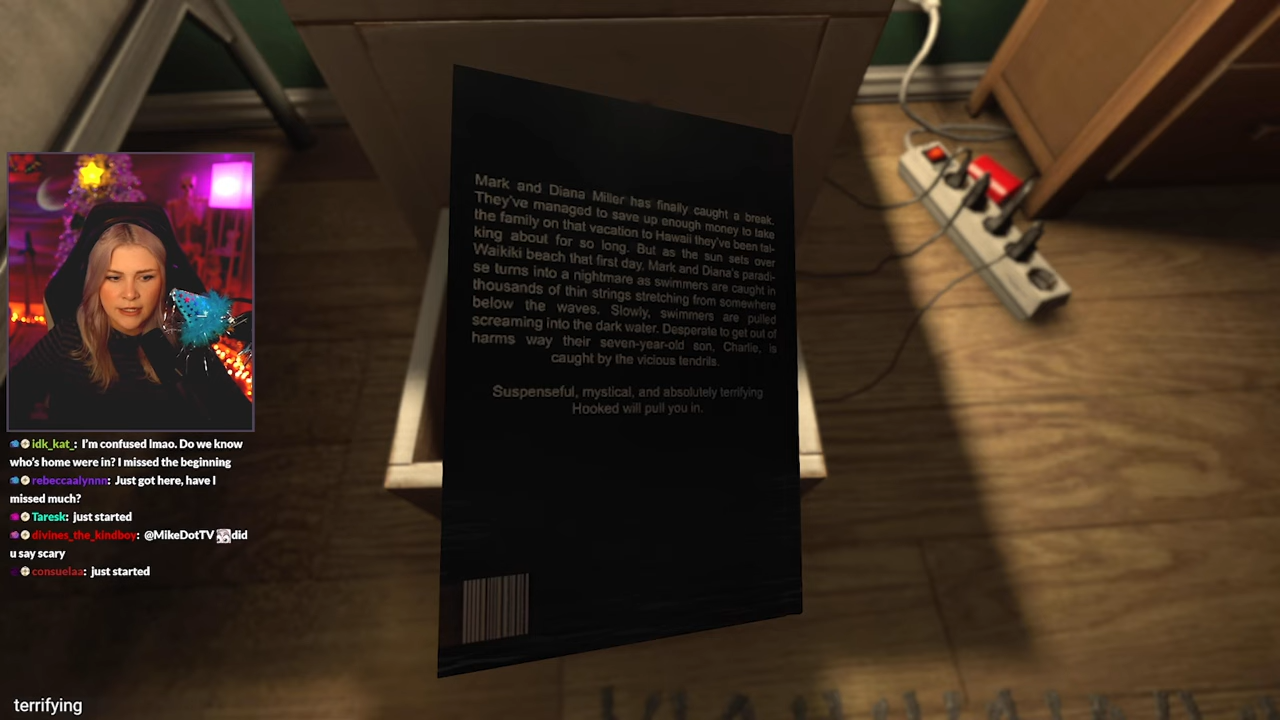 Mark and Diana Miller has finally caught a break.
They've managed to save up enough money to take
the family on that vacation to Hawaii they've been tal-
king about for so long. But as the sun sets over
Waikiki beach that first day, Mark and Diana's paradi-
se turns into a nightmare as swimmers are caught in
thousands of thin strings stretching from somewhere
below the waves. Slowly, swimmers are pulled
screaming into the dark water. Desperate to get out of
harms way their seven-year-old son, Charlie, is
caught by the vicious tendrils.
Suspenseful, mystical, and absolutely terrifying
Hooked will pull you in.
idk_kat_: I'm confused lmao. Do we know
who's home were in? I missed the beginning
rebeccaalynnn: Just got here, have I
missed much?
Taresk: just started
divines_the_kindboy: @MikeDotTV did
u say scary
consuelaa: just started
terrifying